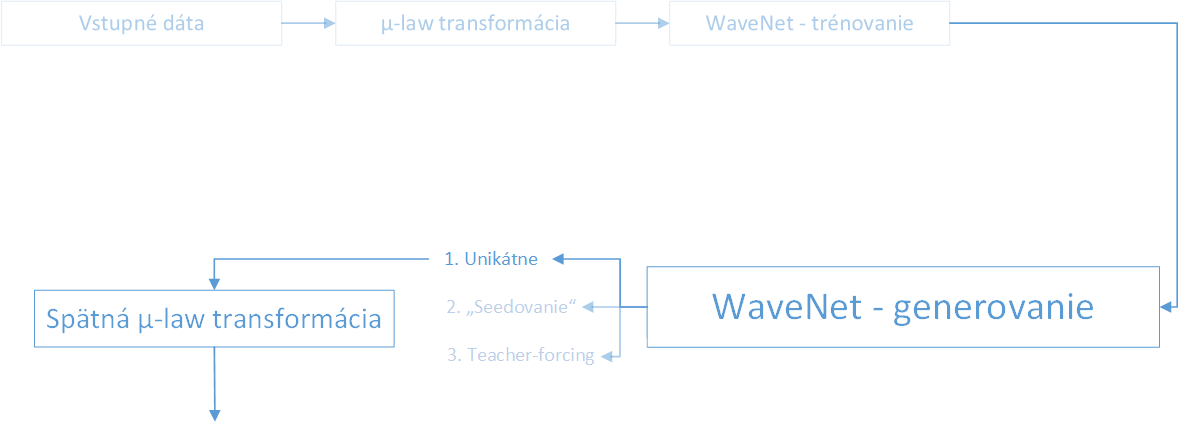 Vstupné dáta
µ-law transformácia
WaveNet - trénovanie
1. Unikátne
2. „Seedovanie“
3. Teacher-forcing
WaveNet - generovanie
Spätná µ-law transformácia